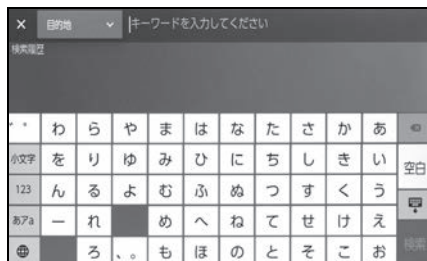 × 目的地 キーワードを入力してください
検索履歴
゛゜ わ ら や ま は な た さ か あ
小文字 を り ゆ み ひ に ち し き い 空白
123 ん る よ む ふ ぬ つ す く う
あアa ー れ め へ ね て せ け え
ろ 、。 も ほ の と そ こ お 検索